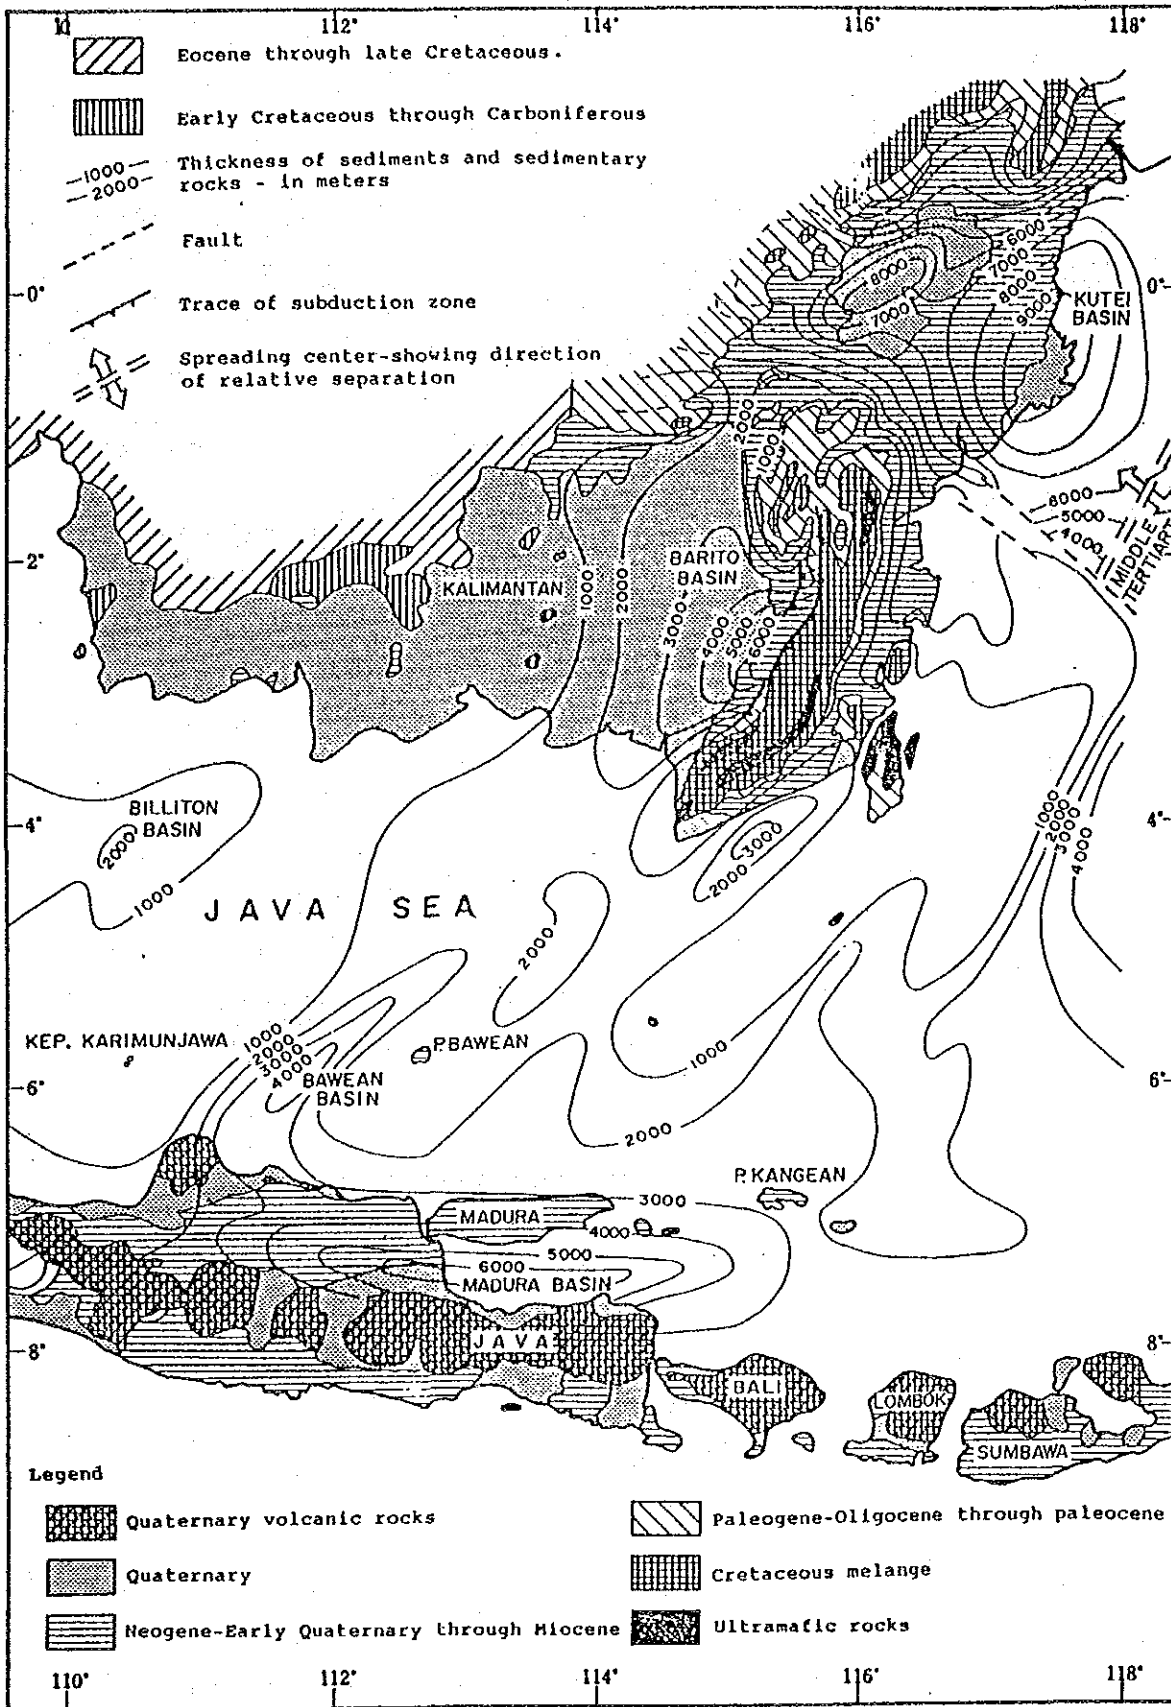 10 112° 114° 116° 118°
Eocene through late Cretaceous.
Early Cretaceous through Carboniferous
1000
2000
Thickness of sediments and sedimentary
rocks - in meters
Fault
Trace of subduction zone
Spreading center-showing direction
of relative separation
0° 0°
2°
4° 4°
6° 6°
8° 8°
6000
7000
8000
9000
KUTEI
BASIN
8000
7000
2000
1000
6000
5000
4000
MIDDLE
TERTIARY
KALIMANTAN
1000
2000
BARITO
BASIN
3000
4000
5000
6000
BILLITON
BASIN
2000
1000
3000
2000
1000
2000
3000
4000
JAVA SEA
2000
KEP. KARIMUNJAWA
1000
2000
3000
4000
BAWEAN
BASIN
P.BAWEAN
1000
2000
P. KANGEAN
MADURA
3000
4000
5000
6000
MADURA BASIN
JAVA
BALI
LOMBOK
SUMBAWA
Legend
Quaternary volcanic rocks
Quaternary
Neogene-Early Quaternary through Miocene
Paleogene-Oligocene through paleocene
Cretaceous melange
Ultramafic rocks
110° 112° 114° 116° 118°